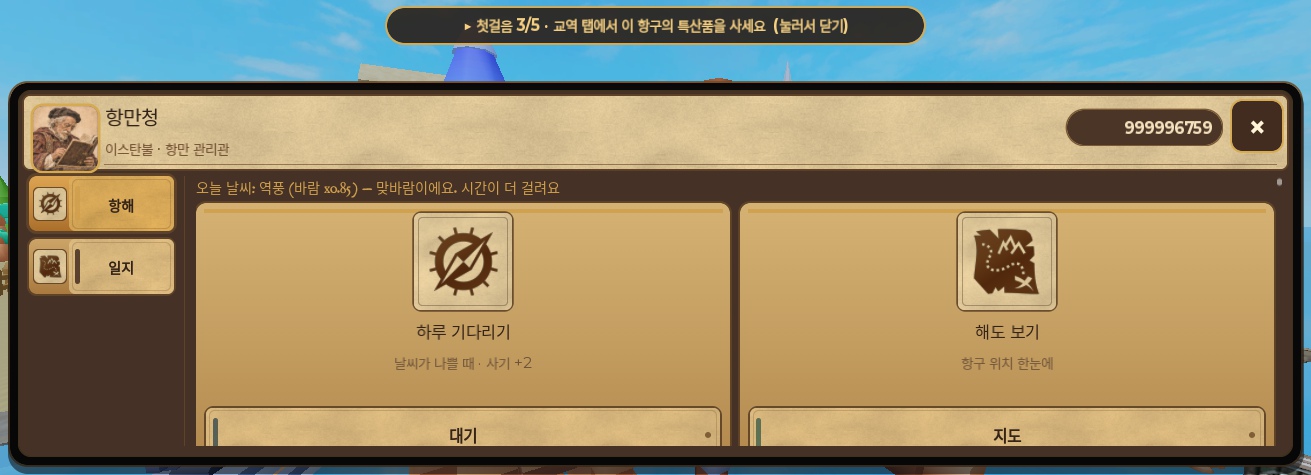 ▸ 첫걸음 3/5 · 교역 탭에서 이 항구의 특산품을 사세요 (눌러서 닫기)
항만청
이스탄불 · 항만 관리관
999996759
×
항해
일지
오늘 날씨: 역풍 (바람 x0.85) — 맞바람이에요. 시간이 더 걸려요
하루 기다리기
날씨가 나쁠 때 · 사기 +2
대기
해도 보기
항구 위치 한눈에
지도